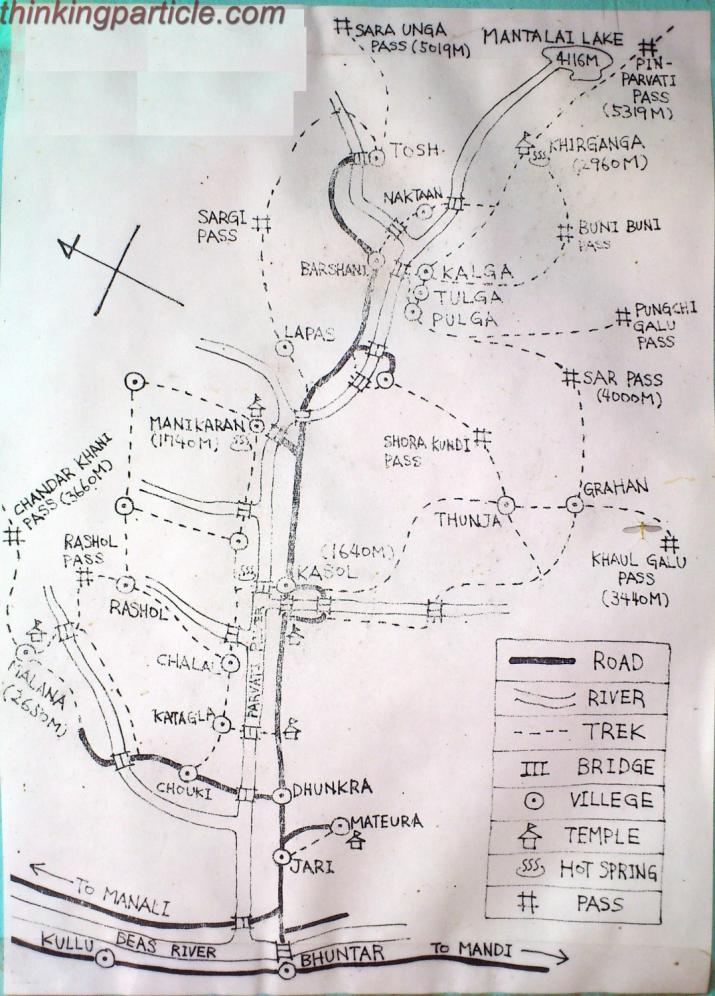 thinkingparticle.com
SARA UNGA
PASS (5019M)
MANTALAI LAKE
4116M
PIN-
PARVATI
PASS
(5319M)
TOSH
KHIRGANGA
(2960M)
NAKTAAN
SARGI
PASS
BUNI BUNI
PASS
BARSHANI
KALGA
TULGA
PULGA
PUNGCHI
GALU
PASS
LAPAS
SAR PASS
(4000M)
MANIKARAN
(1740M)
SHORA KUNDI
PASS
CHANDAR KHANI
PASS (3660M)
GRAHAN
THUNJA
RASHOL
PASS
(1640M)
KASOL
KHAUL GALU
PASS
(3440M)
RASHOL
CHALAL
PARVATI
MALANA
KATAGLA
CHOUKI
DHUNKRA
MATEURA
JARI
TO MANALI
KULLU
BEAS RIVER
BHUNTAR
TO MANDI
ROAD
RIVER
TREK
BRIDGE
VILLEGE
TEMPLE
HOT SPRING
PASS